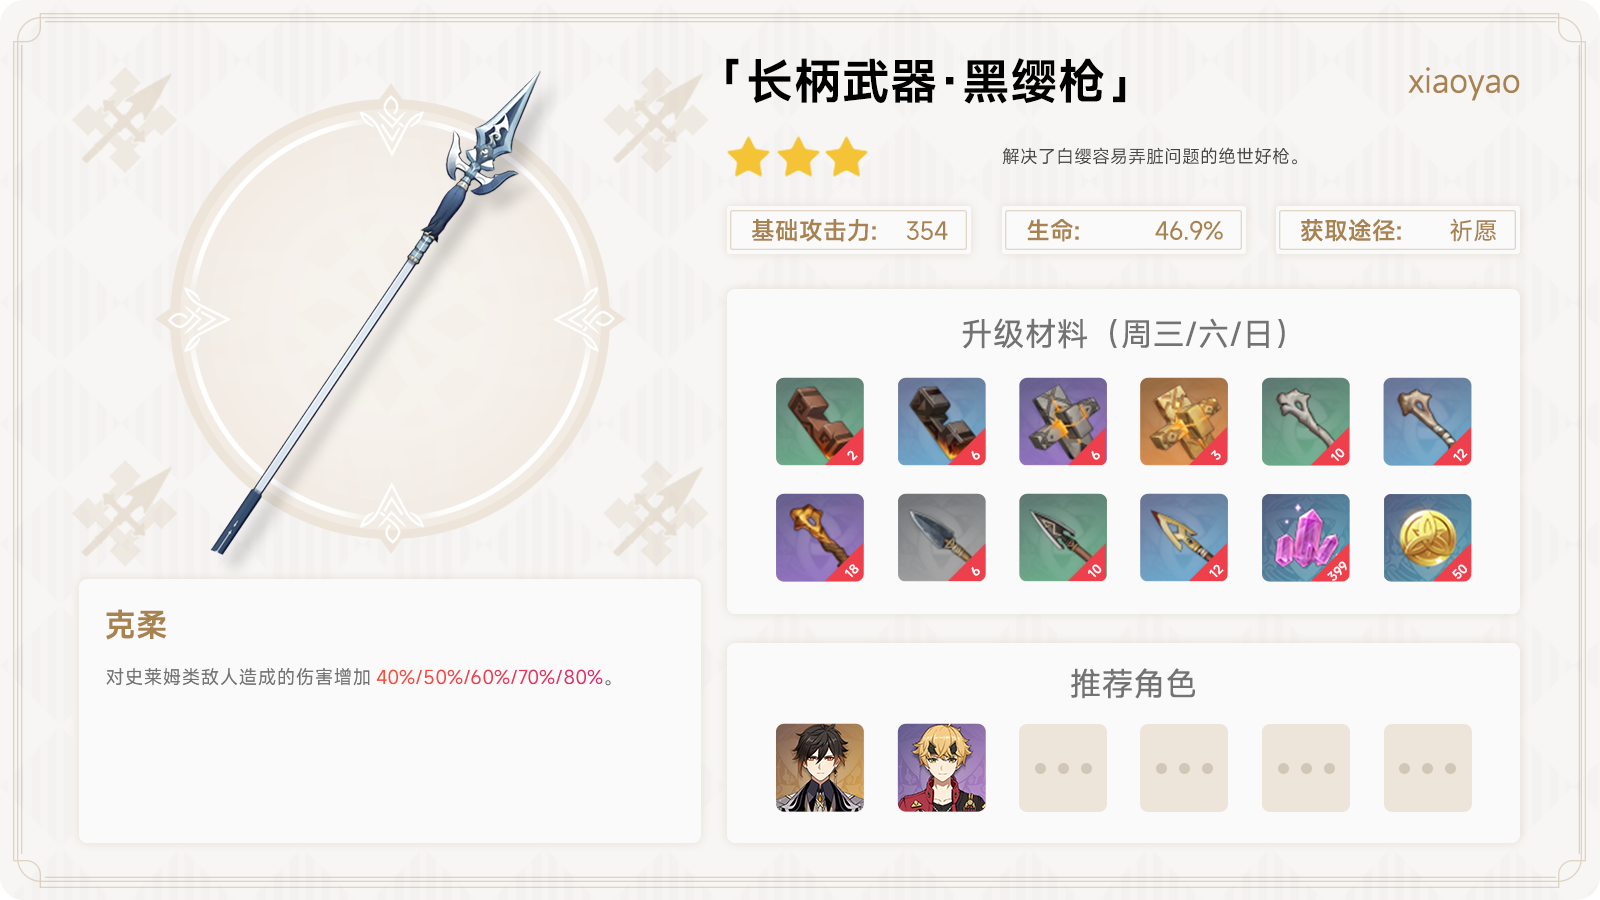 「长柄武器·黑缨枪」
xiaoyao
解决了白缨容易弄脏问题的绝世好枪。
基础攻击力: 354
生命: 46.9%
获取途径: 祈愿
升级材料（周三/六/日）
2
6
6
3
10
12
18
6
10
12
399
50
克柔
对史莱姆类敌人造成的伤害增加 40%/50%/60%/70%/80%。
推荐角色